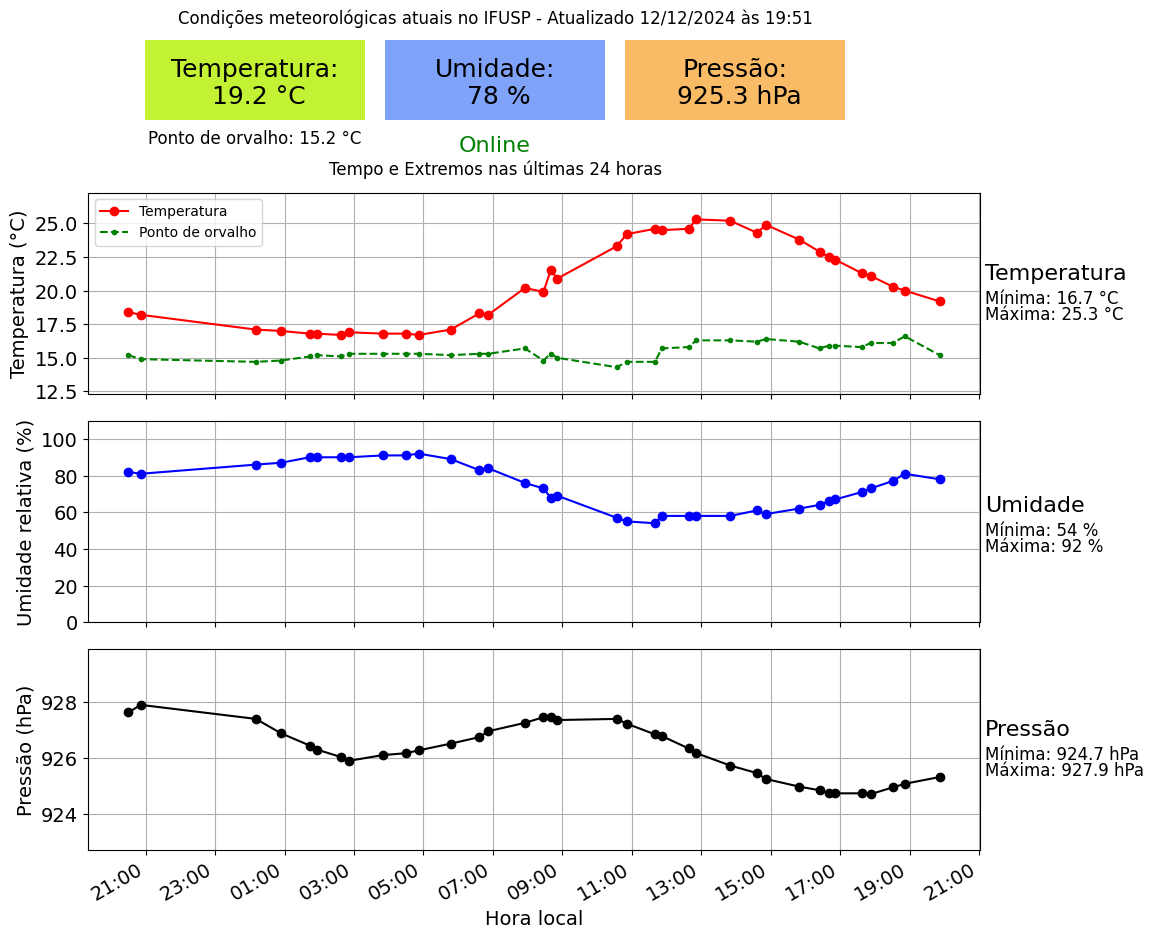 Condições meteorológicas atuais no IFUSP - Atualizado 12/12/2024 às 19:51
Temperatura:
19.2 °C
Umidade:
78 %
Pressão:
925.3 hPa
Ponto de orvalho: 15.2 °C
Online
Tempo e Extremos nas últimas 24 horas
Temperatura (°C)
25.0
22.5
20.0
17.5
15.0
12.5
Temperatura
Ponto de orvalho
Temperatura
Mínima: 16.7 °C
Máxima: 25.3 °C
Umidade relativa (%)
100
80
60
40
20
0
Umidade
Mínima: 54 %
Máxima: 92 %
Pressão (hPa)
928
926
924
Pressão
Mínima: 924.7 hPa
Máxima: 927.9 hPa
21:00
23:00
01:00
03:00
05:00
07:00
09:00
11:00
13:00
15:00
17:00
19:00
21:00
Hora local